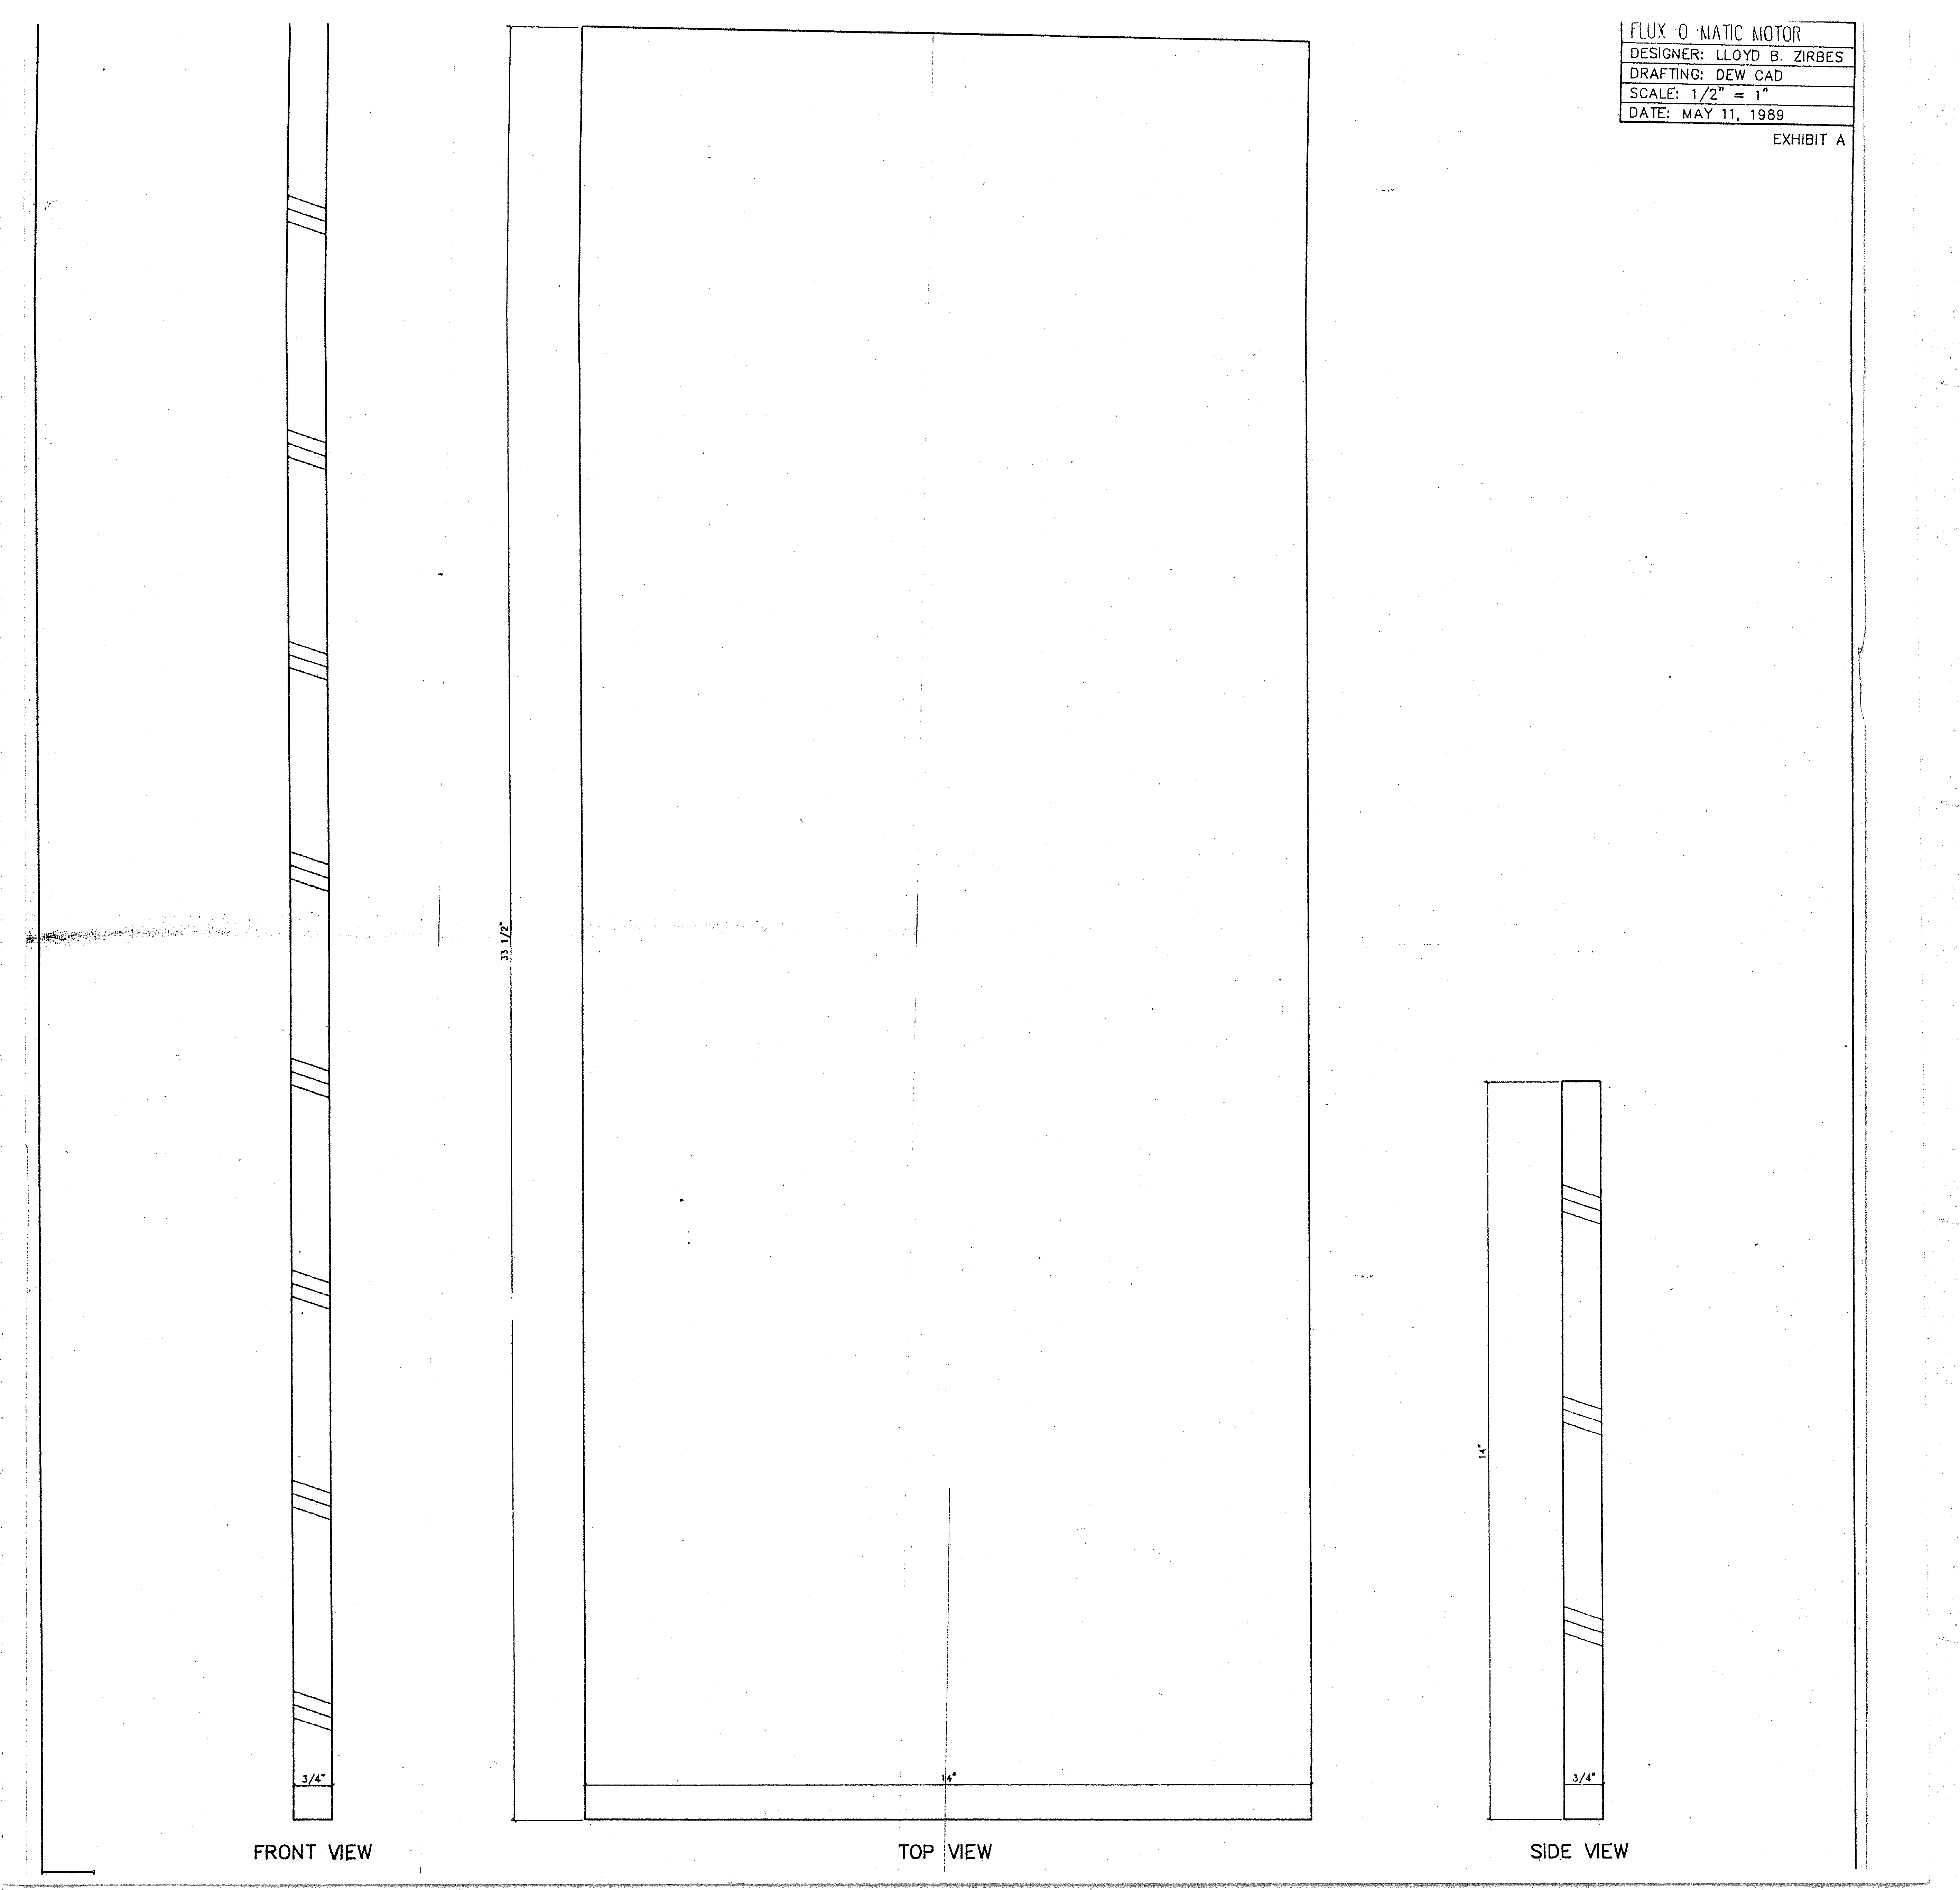 FLUX O MATIC MOTOR
DESIGNER: LLOYD B. ZIRBES
DRAFTING: DEW CAD
SCALE: 1/2" = 1"
DATE: MAY 11, 1989
EXHIBIT A
33 1/2"
14"
3/4"
14"
3/4"
FRONT VIEW
TOP VIEW
SIDE VIEW